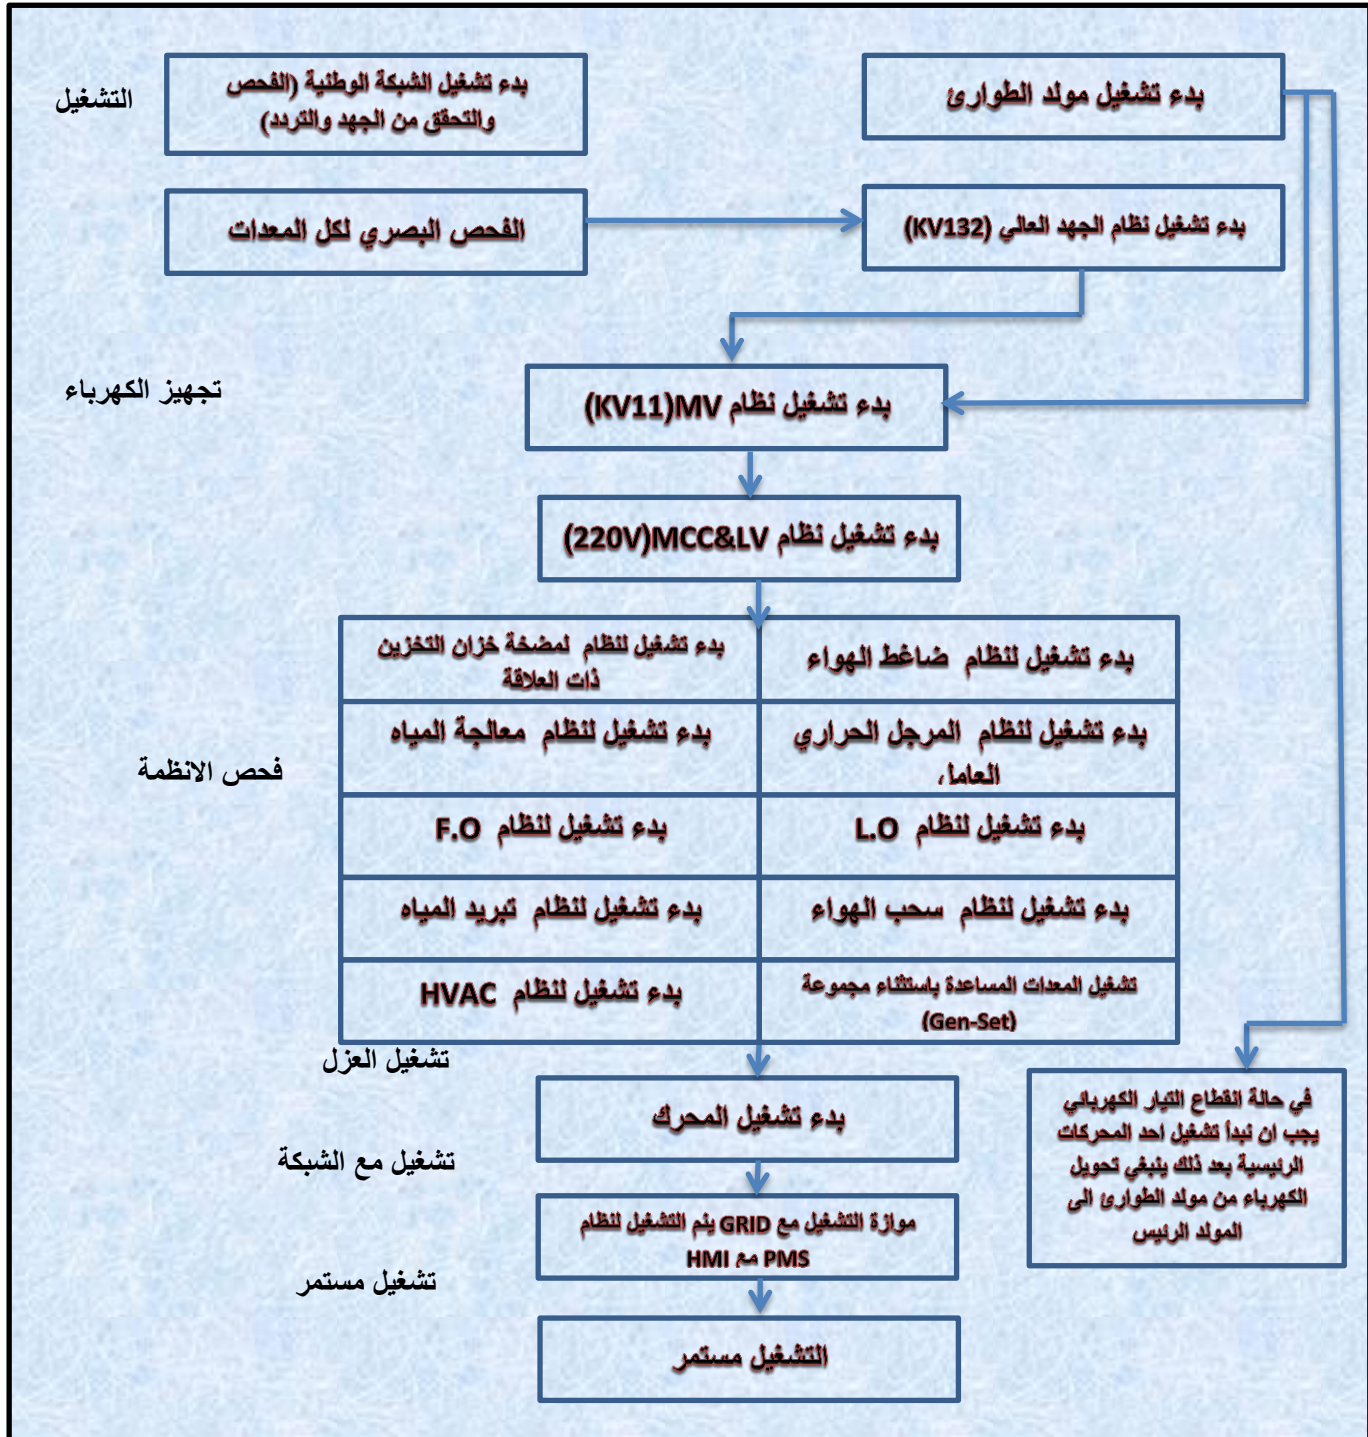 التشغيل
بدء تشغيل مولد الطوارئ
بدء تشغيل الشبكة الوطنية (الفحص
والتحقق من الجهد والتردد)
الفحص البصري لكل المعدات
بدء تشغيل نظام الجهد العالي (KV132)
تجهيز الكهرباء
بدء تشغيل نظام KV11)MV)
بدء تشغيل نظام 220V)MCC&LV)
فحص الانظمة
بدء تشغيل لنظام ضاغط الهواء
بدء تشغيل لنظام لمضخة خزان التخزين
ذات العلاقة
بدء تشغيل لنظام المرجل الحراري
بدء تشغيل لنظام معالجة المياه
بدء تشغيل لنظام L.O
بدء تشغيل لنظام F.O
بدء تشغيل لنظام سحب الهواء
بدء تشغيل لنظام تبريد المياه
تشغيل المعدات المساعدة باستثناء مجموعة
(Gen-Set)
بدء تشغيل لنظام HVAC
تشغيل العزل
بدء تشغيل المحرك
في حالة انقطاع التيار الكهربائي
يجب ان نبدأ تشغيل احد المحركات
الرئيسية بعد ذلك ينبغي تحويل
الكهرباء من مولد الطوارئ الى
المولد الرئيس
تشغيل مع الشبكة
موازة التشغيل مع GRID يتم التشغيل لنظام
PMS مع HMI
تشغيل مستمر
التشغيل مستمر